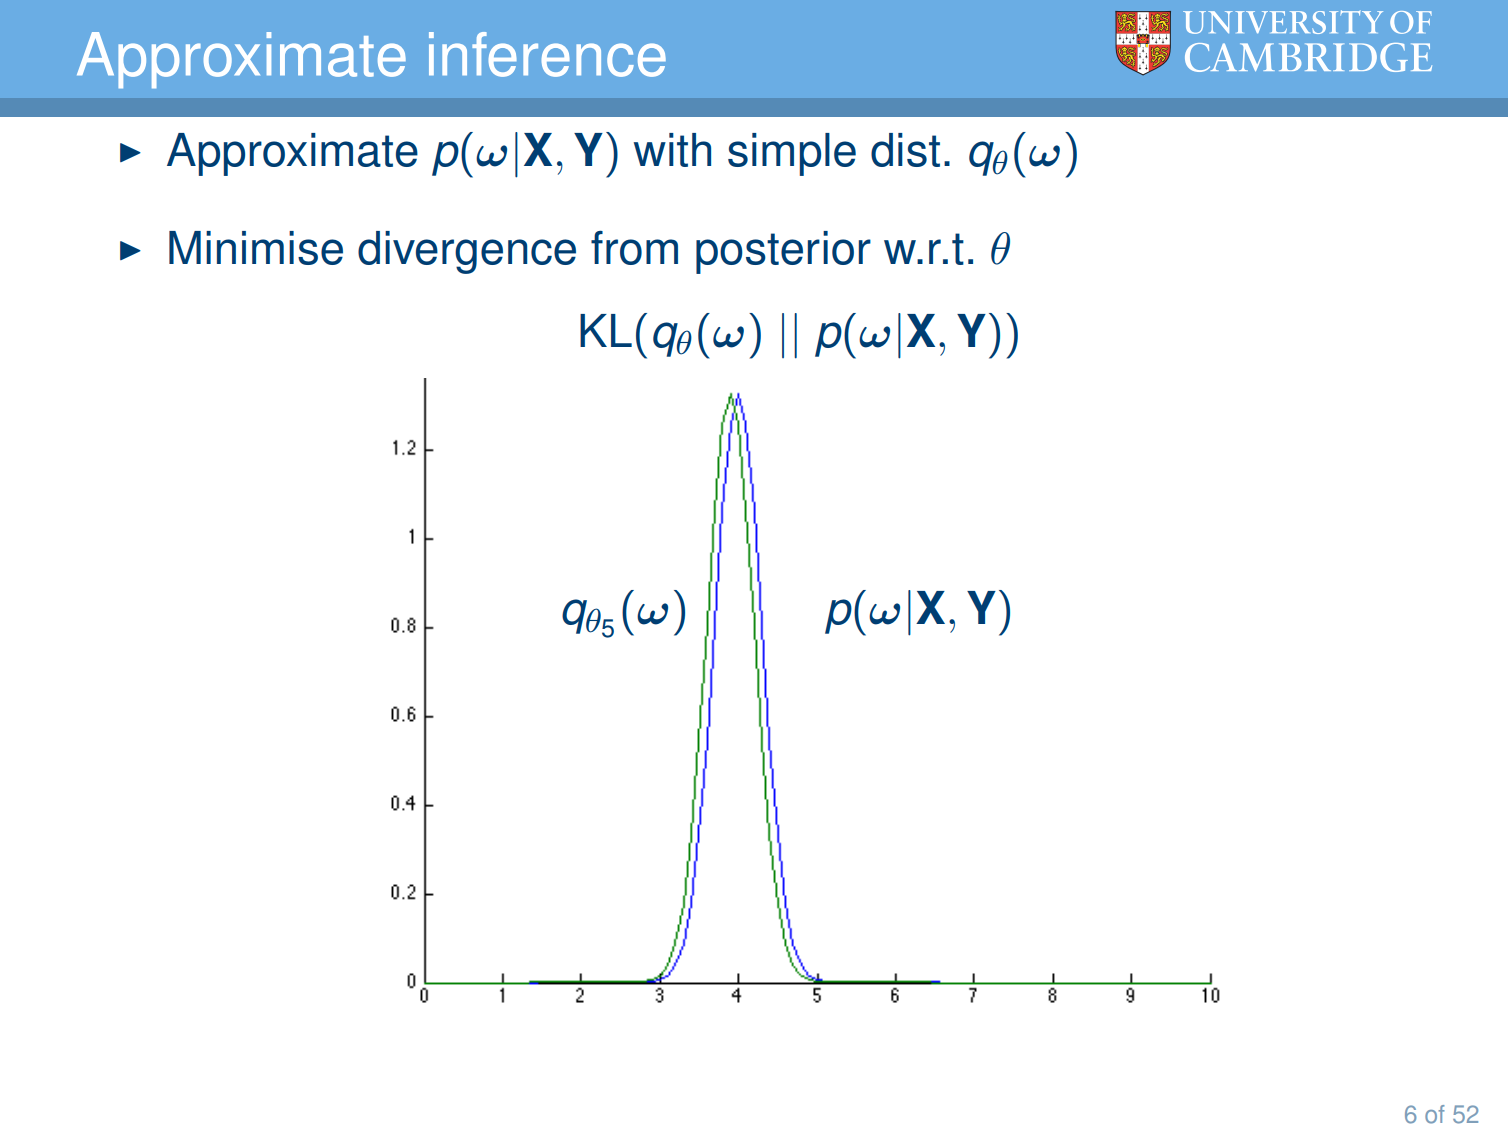 Approximate inference
UNIVERSITY OF
CAMBRIDGE
▶ Approximate p(ω|X, Y) with simple dist. qθ(ω)
▶ Minimise divergence from posterior w.r.t. θ
KL(qθ(ω) || p(ω|X, Y))
1.2
1
qθ₅(ω) p(ω|X, Y)
0.8
0.6
0.4
0.2
0
0 1 2 3 4 5 6 7 8 9 10
6 of 52